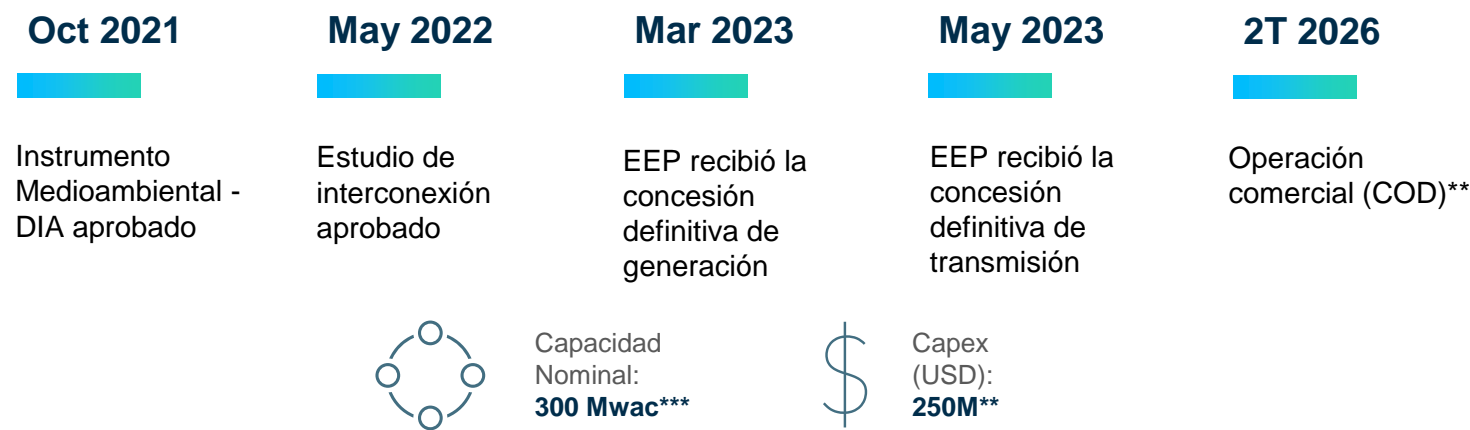 Oct 2021
Instrumento
Medioambiental -
DIA aprobado
May 2022
Estudio de
interconexión
aprobado
Mar 2023
EEP recibió la
concesión
definitiva de
generación
May 2023
EEP recibió la
concesión
definitiva de
transmisión
2T 2026
Operación
comercial (COD)**
Capacidad
Nominal:
300 Mwac***
Capex
(USD):
250M**